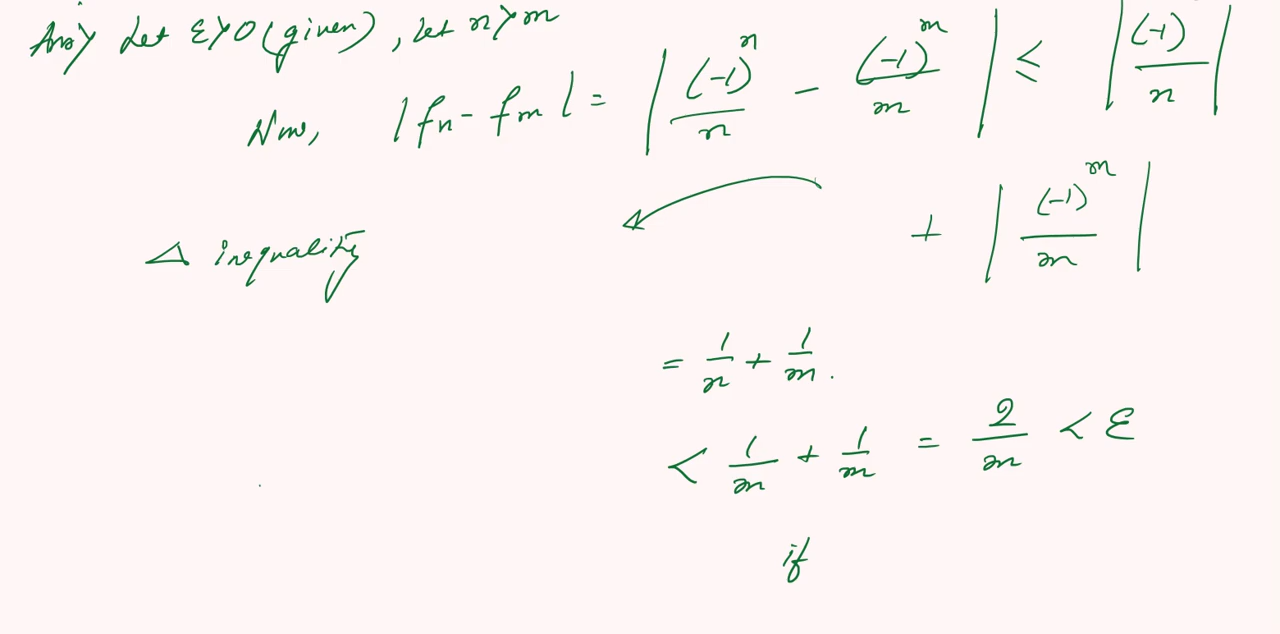 Ans) Let ε>0 (given), let n>m
Now, |fn - fm| = | (-1)^n / n - (-1)^m / m | ≤ | (-1) / n |
+ | (-1)^m / m |
Δ inequality
= 1/n + 1/m .
< 1/m + 1/m = 2/m < ε
if